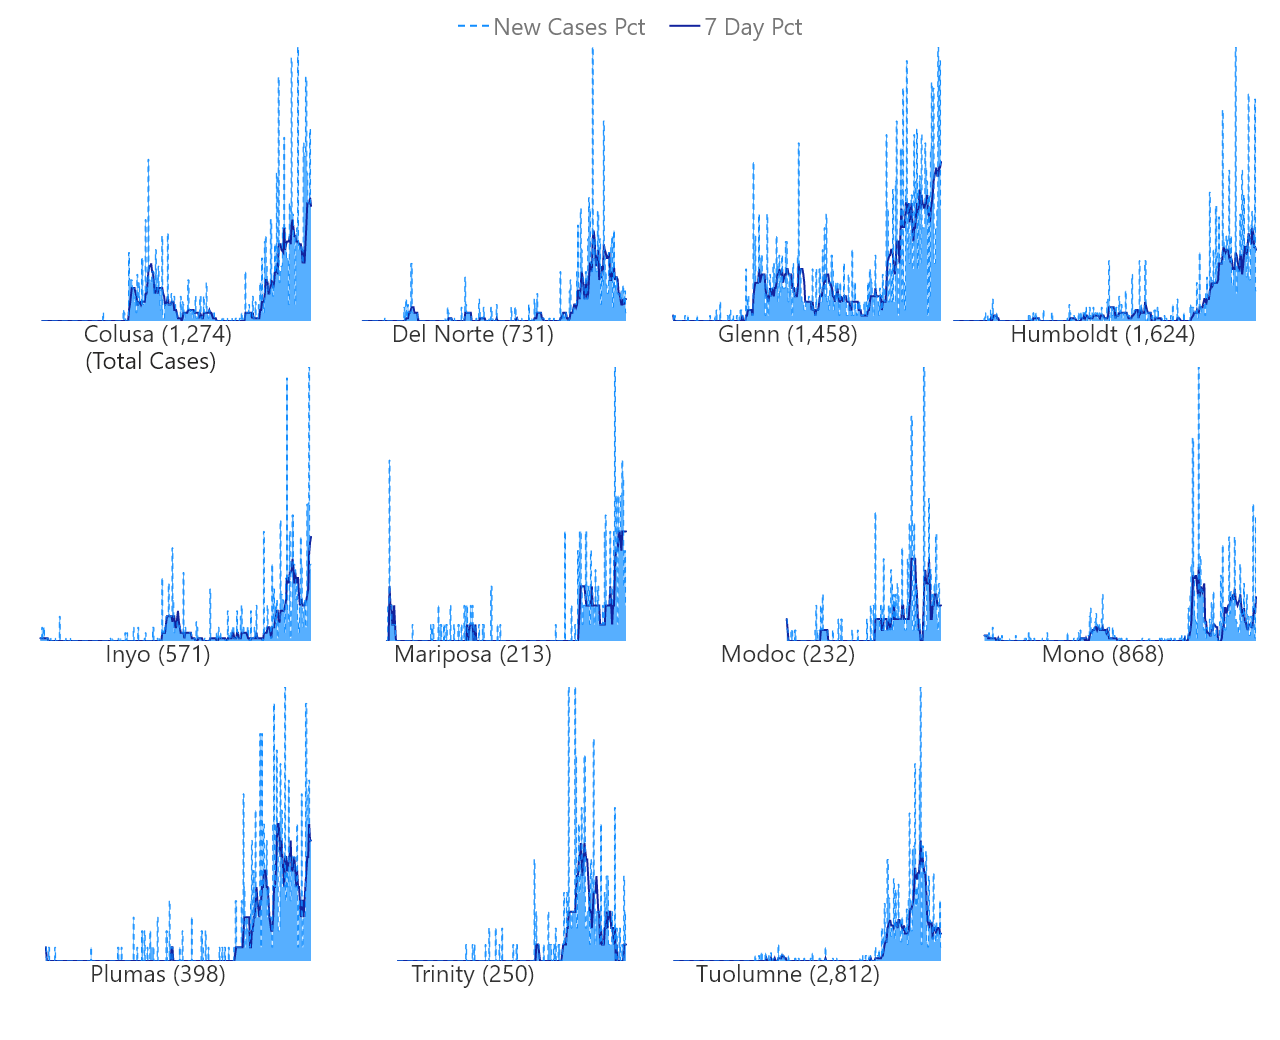 New Cases Pct 7 Day Pct
Colusa (1,274) Del Norte (731) Glenn (1,458) Humboldt (1,624)
(Total Cases)
Inyo (571) Mariposa (213) Modoc (232) Mono (868)
Plumas (398) Trinity (250) Tuolumne (2,812)